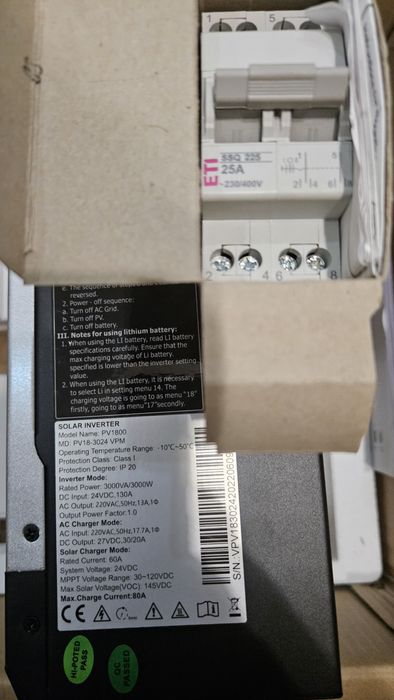 1
5
ETI
SSQ 225
25A
~230/400V
2 4 6
2 4 6 8
e. The sequence of
reversed.
2. Power - off sequence:
a. Turn off AC Grid.
b. Turn off PV.
c. Turn off battery.
III. Notes for using lithium battery:
1. When using the LI battery, read LI battery
specifications carefully. Ensure that the
max charging voltage of Li battery
specified is lower than the inverter setting
value.
2. When using the LI battery, it is necessary
to select Li in setting menu 14. The
charging voltage is going to as menu "18"
firstly, going to as menu "17"secondly.
SOLAR INVERTER
Model Name: PV1800
MD: PV18-3024 VPM
Operating Temperature Range: -10°C~50°C
Protection Class: Class I
Protection Degree: IP 20
Inverter Mode:
Rated Power: 3000VA/3000W
DC Input: 24VDC,130A
AC Output: 220VAC,50Hz,13A,1Φ
Output Power Factor:1.0
AC Charger Mode:
AC Input: 220VAC,50Hz,17.7A,1Φ
DC Output: 27VDC,30/20A
Solar Charger Mode:
Rated Current: 60A
System Voltage: 24VDC
MPPT Voltage Range: 30~120VDC
Max Solar Voltage(VOC): 145VDC
Max.Charge Current:80A
CE
S/N:VPV18302420220609
HI-POTED
PASS
QC
PASSED